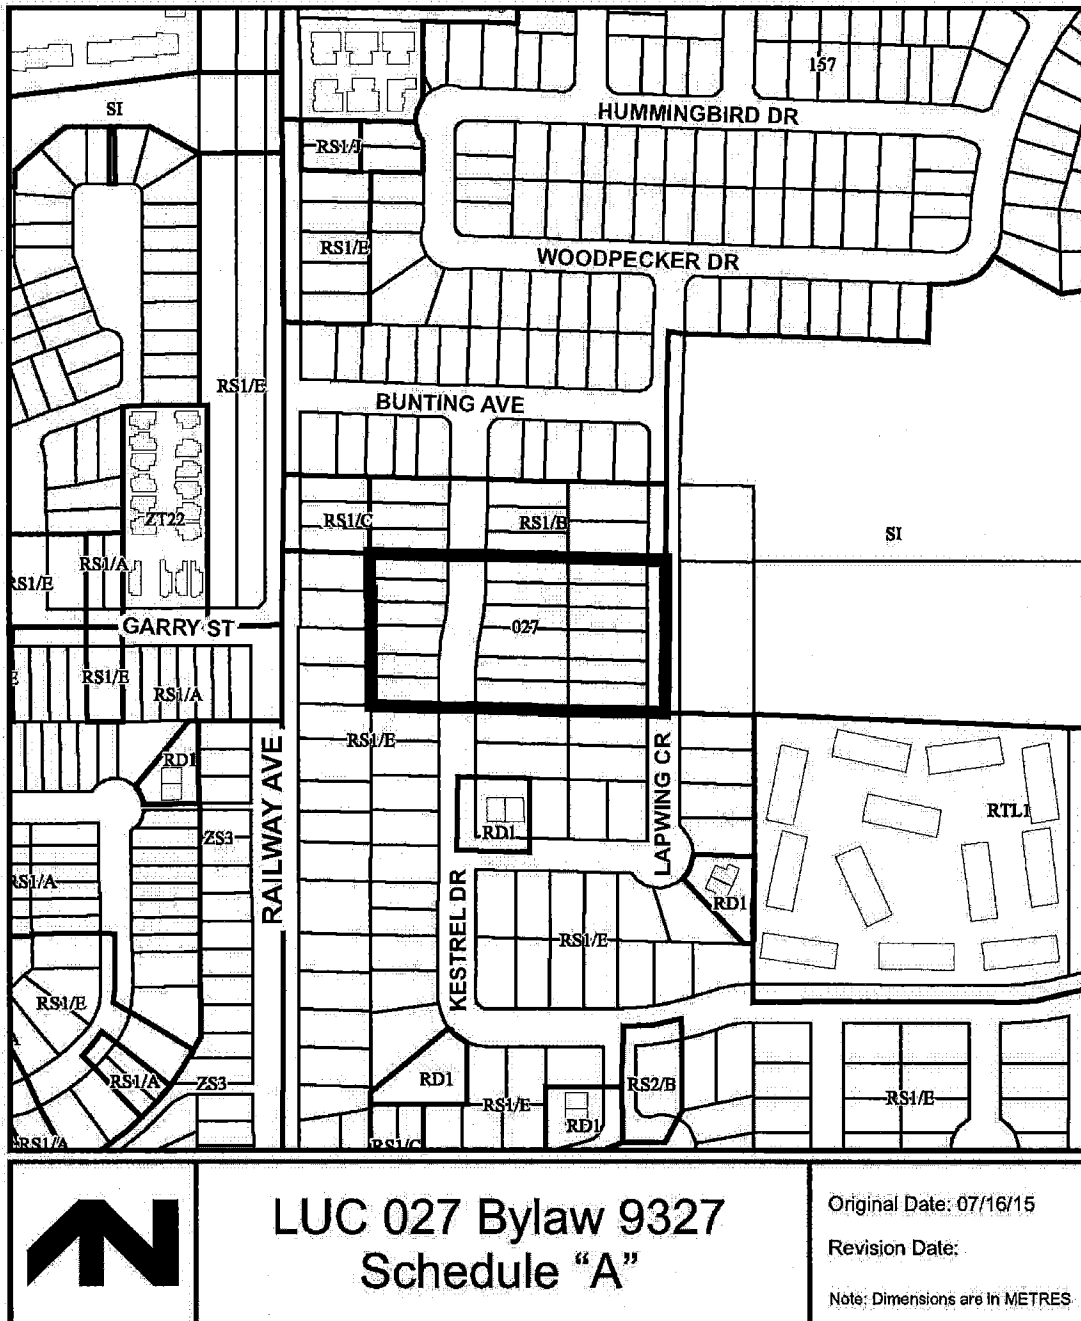 157
HUMMINGBIRD DR
SI
RS1/J
RS1/E
WOODPECKER DR
RS1/E
BUNTING AVE
ZT22
RS1/C
RS1/B
SI
RS1/A
RS1/E
GARRY ST
027
RS1/E
RS1/A
RS1/E
RD1
RAILWAY AVE
LAPWING CR
RTL1
ZS3
RD1
RS1/A
KESTREL DR
RD1
RS1/E
RS1/E
RD1
RS1/A
ZS3
RS1/E
RS2/B
RS1/E
RD1
RS1/A
RS1/C
LUC 027 Bylaw 9327
Schedule “A”
Original Date: 07/16/15
Revision Date:
Note: Dimensions are in METRES
N